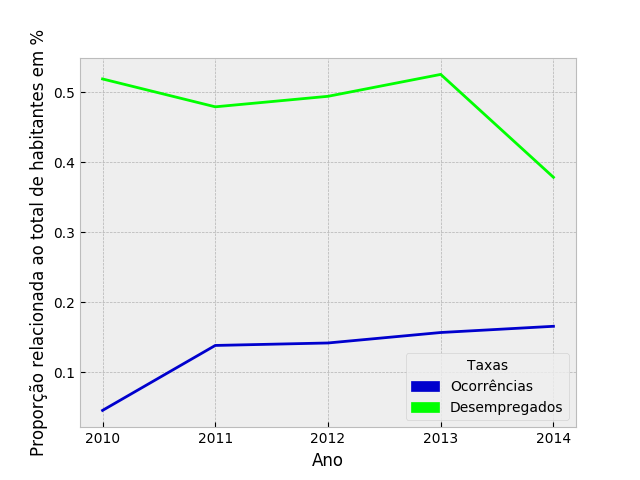 Proporção relacionada ao total de habitantes em %
0.5
0.4
0.3
0.2
0.1
Taxas
Ocorrências
Desempregados
2010 2011 2012 2013 2014
Ano